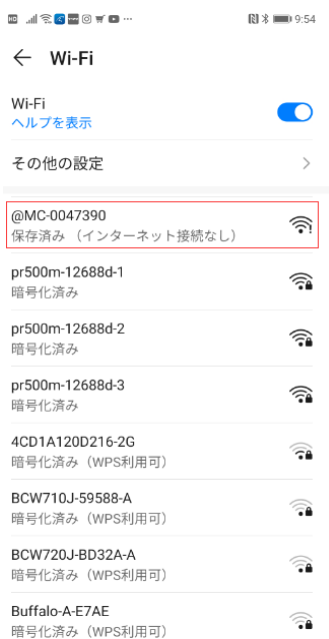 9:54
Wi-Fi
Wi-Fi
ヘルプを表示
その他の設定
@MC-0047390
保存済み（インターネット接続なし）
pr500m-12688d-1
暗号化済み
pr500m-12688d-2
暗号化済み
pr500m-12688d-3
暗号化済み
4CD1A120D216-2G
暗号化済み（WPS利用可）
BCW710J-59588-A
暗号化済み（WPS利用可）
BCW720J-BD32A-A
暗号化済み（WPS利用可）
Buffalo-A-E7AE
暗号化済み（WPS利用可）